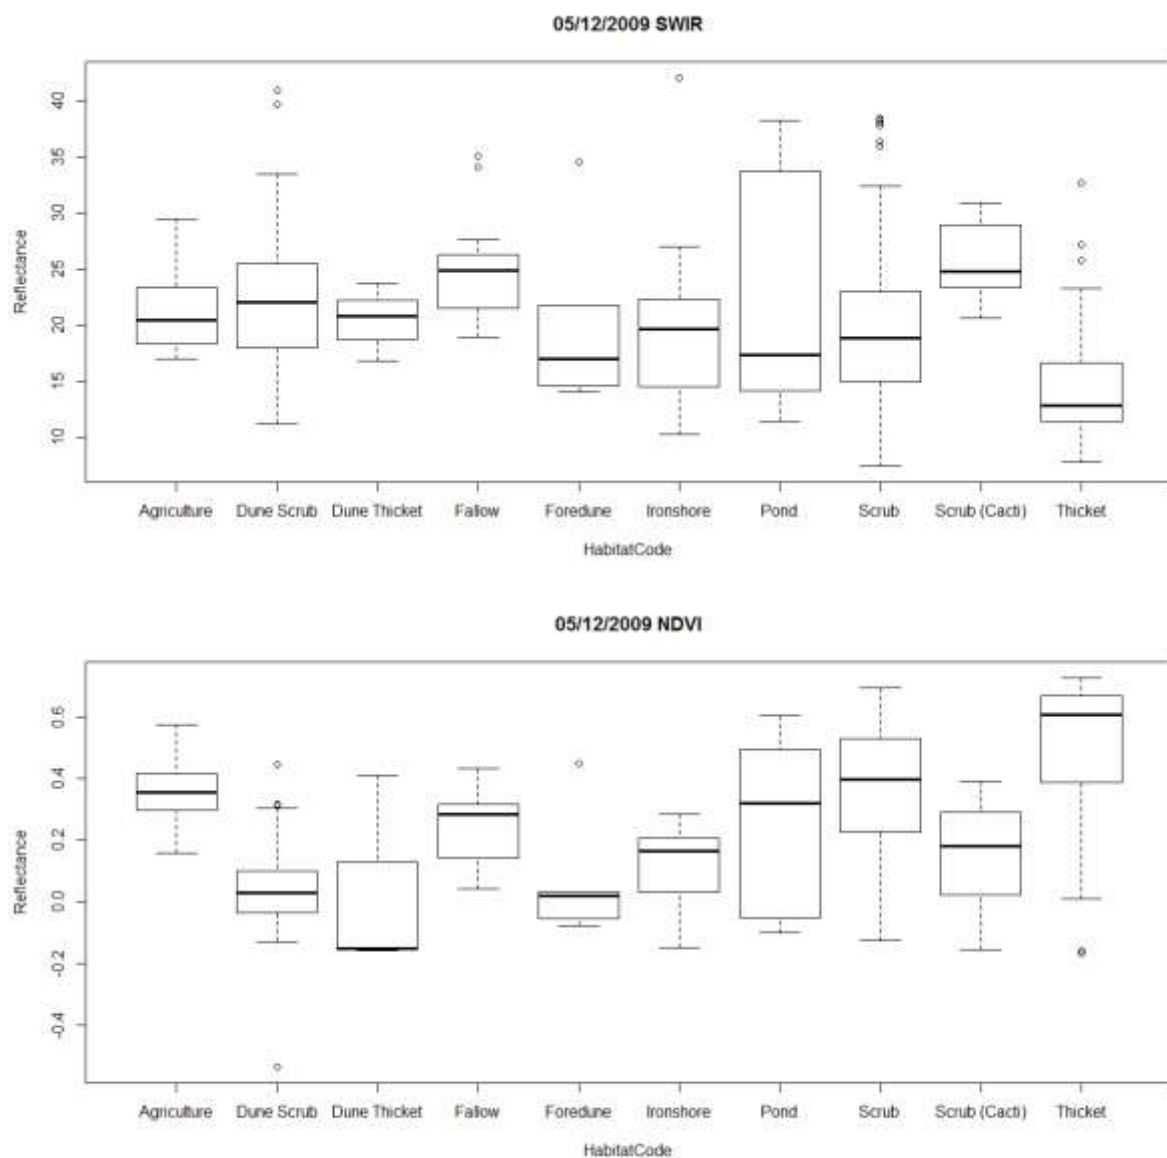 05/12/2009 SWIR
Reflectance
40
35
30
25
20
15
10
Agriculture Dune Scrub Dune Thicket Fallow Foredune Ironshore Pond Scrub Scrub (Cacti) Thicket
HabitatCode
05/12/2009 NDVI
Reflectance
0.6
0.4
0.2
0.0
-0.2
-0.4
Agriculture Dune Scrub Dune Thicket Fallow Foredune Ironshore Pond Scrub Scrub (Cacti) Thicket
HabitatCode